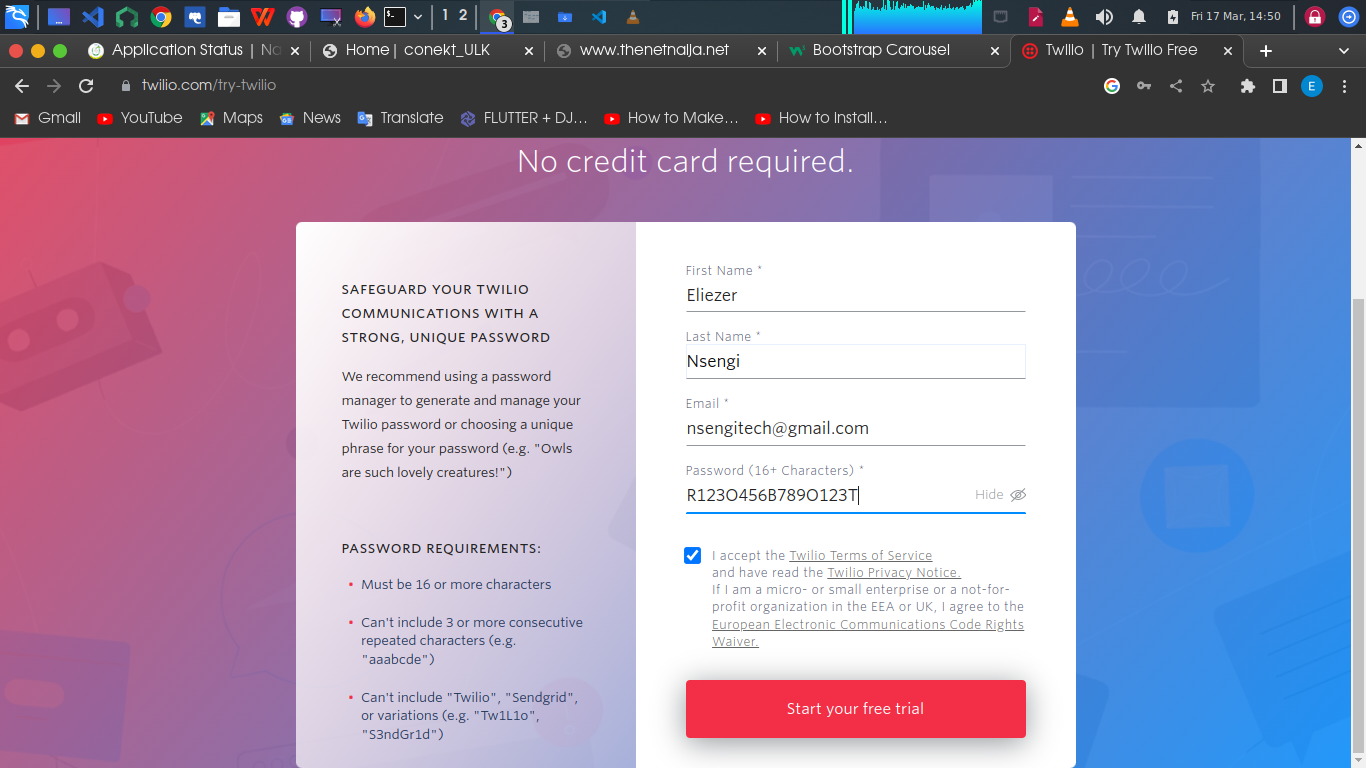 1 2
3
Fri 17 Mar, 14:50
Application Status | Na
Home | conekt_ULK
www.thenetnaija.net
Bootstrap Carousel
Twilio | Try Twilio Free
twilio.com/try-twilio
E
Gmail
YouTube
Maps
News
Translate
FLUTTER + DJ...
How to Make...
How to Install...
No credit card required.
SAFEGUARD YOUR TWILIO
COMMUNICATIONS WITH A
STRONG, UNIQUE PASSWORD
We recommend using a password
manager to generate and manage your
Twilio password or choosing a unique
phrase for your password (e.g. "Owls
are such lovely creatures!")
PASSWORD REQUIREMENTS:
• Must be 16 or more characters
• Can't include 3 or more consecutive
repeated characters (e.g.
"aaabcde")
• Can't include "Twilio", "Sendgrid",
or variations (e.g. "Tw1L1o",
"S3ndGr1d")
First Name *
Eliezer
Last Name *
Nsengi
Email *
nsengitech@gmail.com
Password (16+ Characters) *
R123O456B789O123T
Hide
I accept the Twilio Terms of Service
and have read the Twilio Privacy Notice.
If I am a micro- or small enterprise or a not-for-
profit organization in the EEA or UK, I agree to the
European Electronic Communications Code Rights
Waiver.
Start your free trial